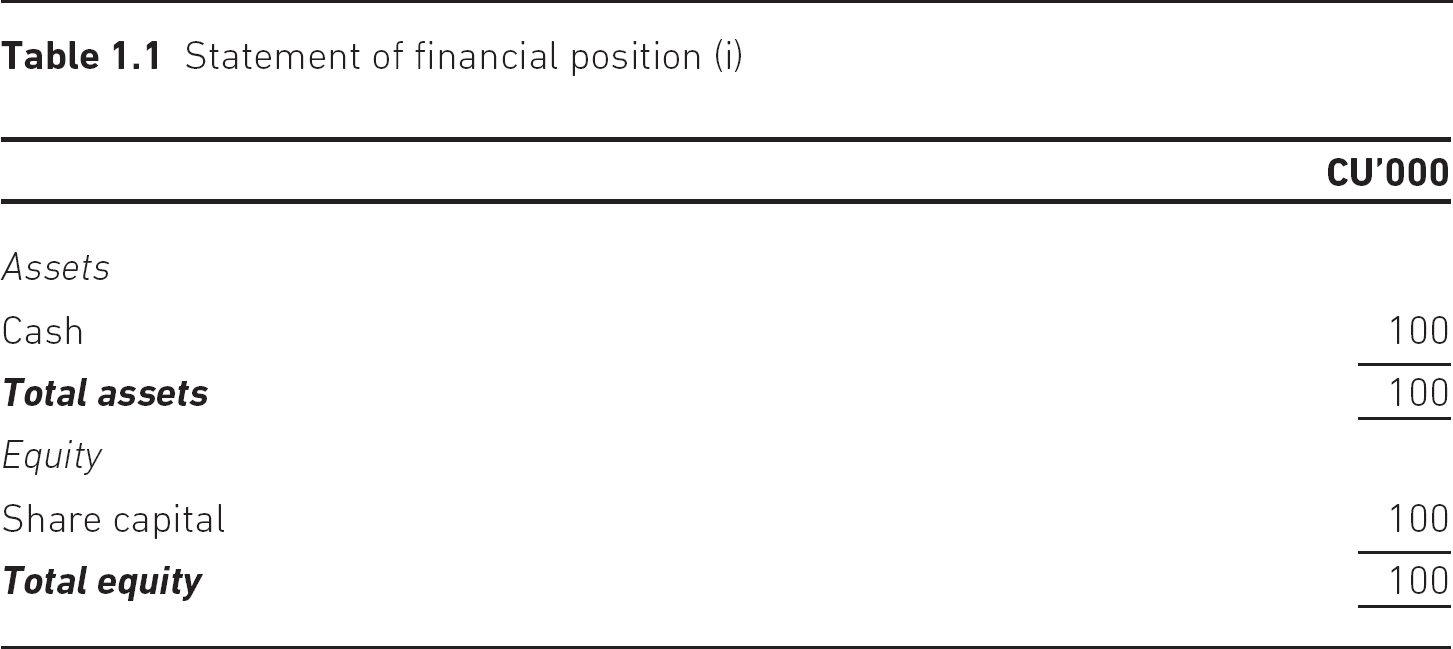 Table 1.1 Statement of financial position (i)
CU’000
Assets
Cash 100
Total assets 100
Equity
Share capital 100
Total equity 100